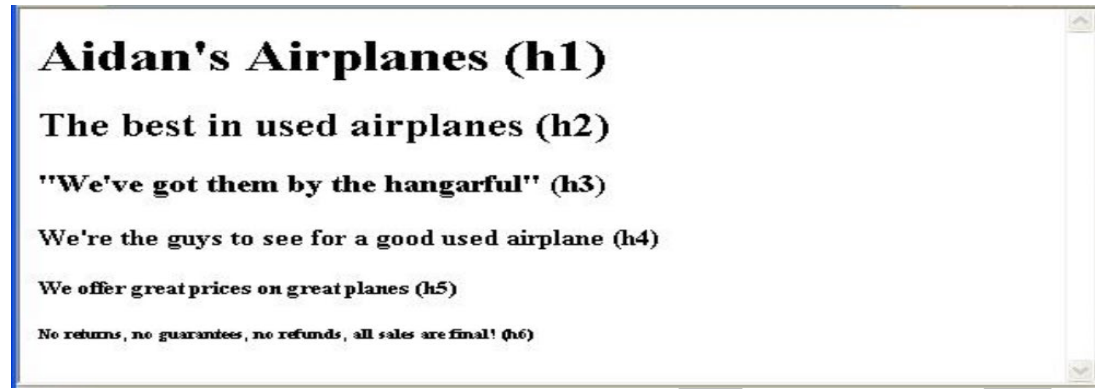 Aidan's Airplanes (h1)
The best in used airplanes (h2)
"We've got them by the hangarful" (h3)
We're the guys to see for a good used airplane (h4)
We offer great prices on great planes (h5)
No returns, no guarantees, no refunds, all sales are final! (h6)